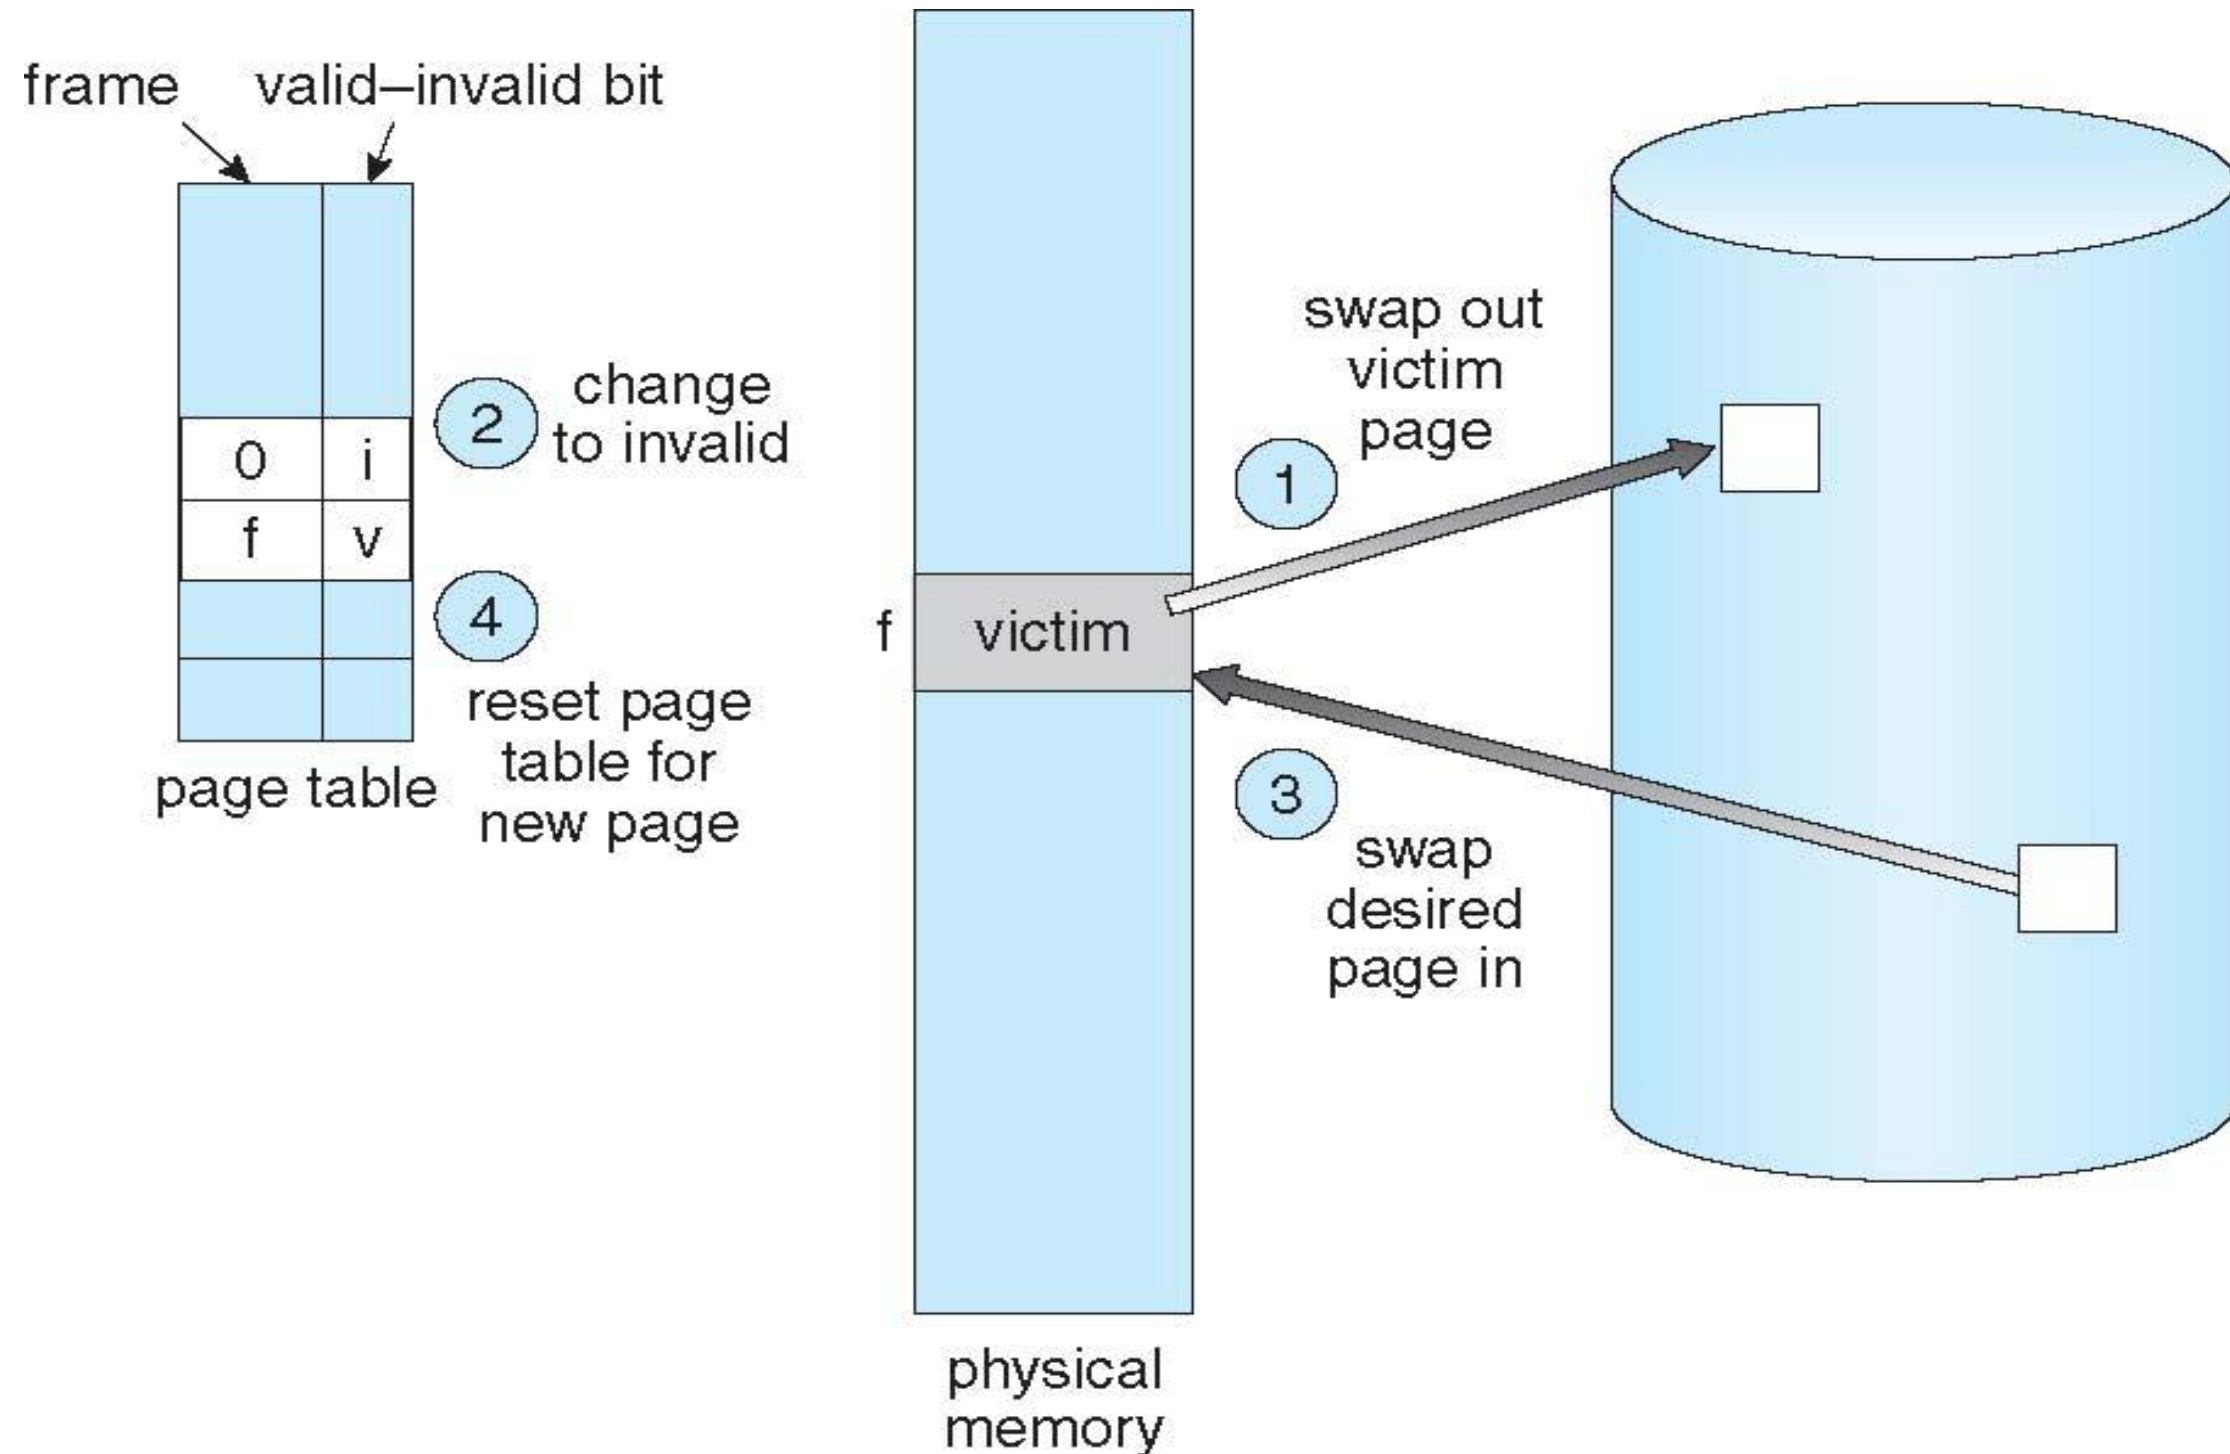 frame
valid–invalid bit
0
i
f
v
2
change
to invalid
4
reset page
table for
new page
page table
f
victim
physical
memory
1
swap out
victim
page
3
swap
desired
page in